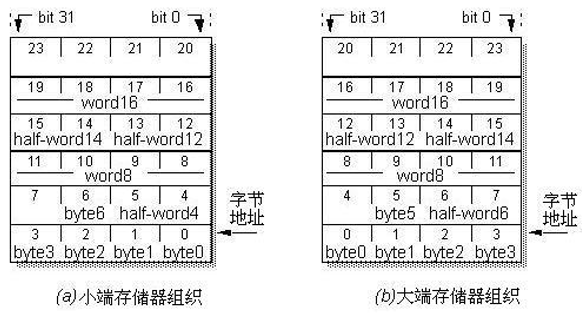 bit 31 bit 0
23 22 21 20
19 18 17 16
word16
15 14 13 12
half-word14 half-word12
11 10 9 8
word8
7 6 5 4
byte6 half-word4
3 2 1 0
byte3 byte2 byte1 byte0
字节
地址
(a)小端存储器组织
bit 31 bit 0
20 21 22 23
16 17 18 19
word16
12 13 14 15
half-word12 half-word14
8 9 10 11
word8
4 5 6 7
byte5 half-word6
0 1 2 3
byte0 byte1 byte2 byte3
字节
地址
(b)大端存储器组织